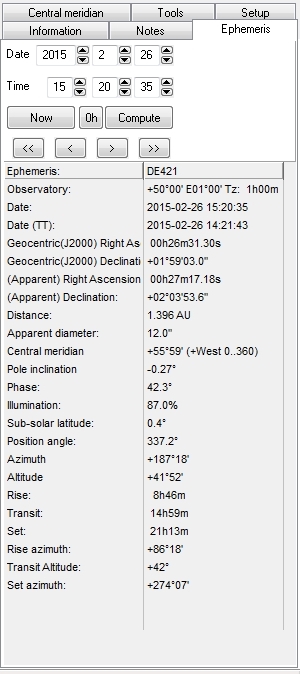 Central meridian Tools Setup
Information Notes Ephemeris
Date 2015 2 26
Time 15 20 35
Now 0h Compute
<< < > >>
Ephemeris: DE421
Observatory: +50°00' E01°00' Tz: 1h00m
Date: 2015-02-26 15:20:35
Date (TT): 2015-02-26 14:21:43
Geocentric(J2000) Right As 00h26m31.30s
Geocentric(J2000) Declinati +01°59'03.0"
(Apparent) Right Ascension 00h27m17.18s
(Apparent) Declination: +02°03'53.6"
Distance: 1.396 AU
Apparent diameter: 12.0"
Central meridian +55°59' (+West 0..360)
Pole inclination -0.27°
Phase: 42.3°
Illumination: 87.0%
Sub-solar latitude: 0.4°
Position angle: 337.2°
Azimuth +187°18'
Altitude +41°52'
Rise: 8h46m
Transit: 14h59m
Set: 21h13m
Rise azimuth: +86°18'
Transit Altitude: +42°
Set azimuth: +274°07'